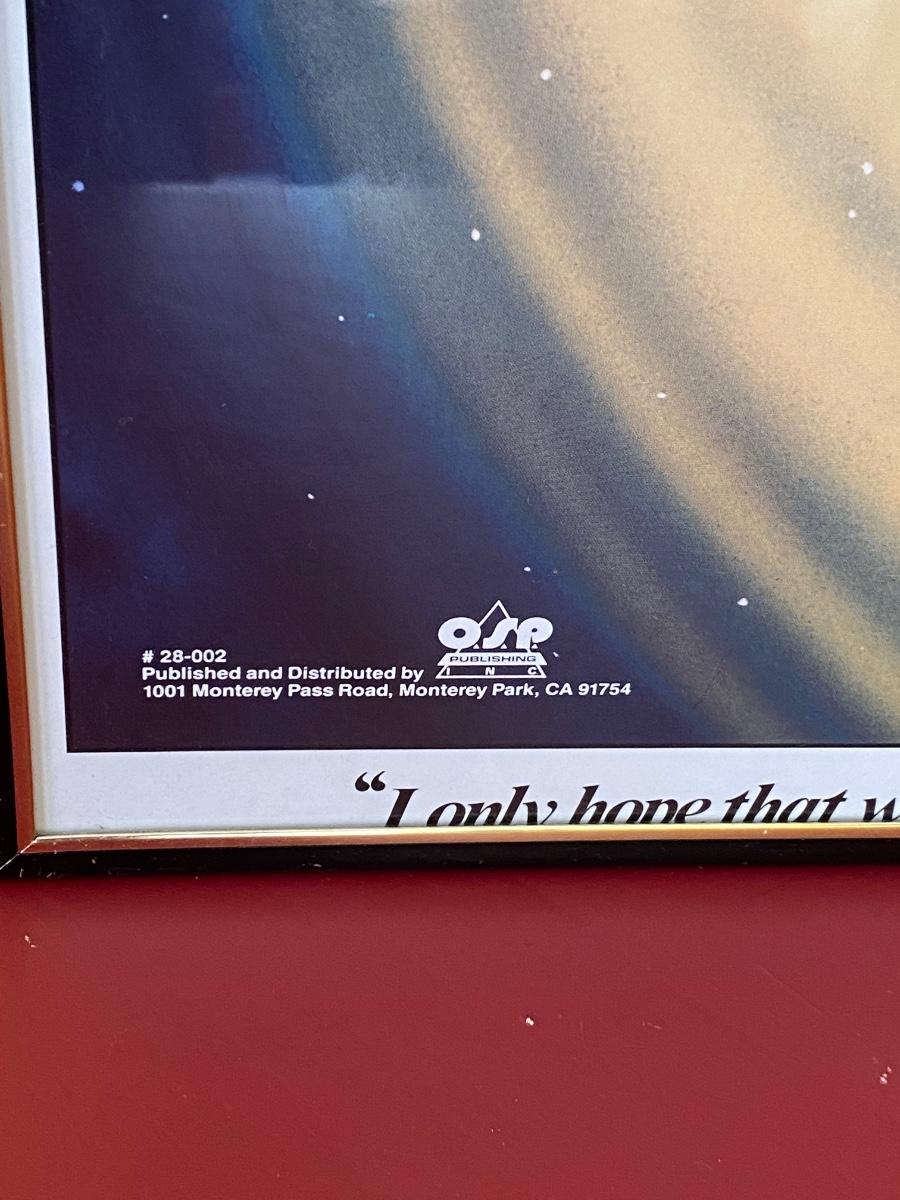 # 28-002
Published and Distributed by
O.S.P.
PUBLISHING
INC
1001 Monterey Pass Road, Monterey Park, CA 91754
“I only hope that